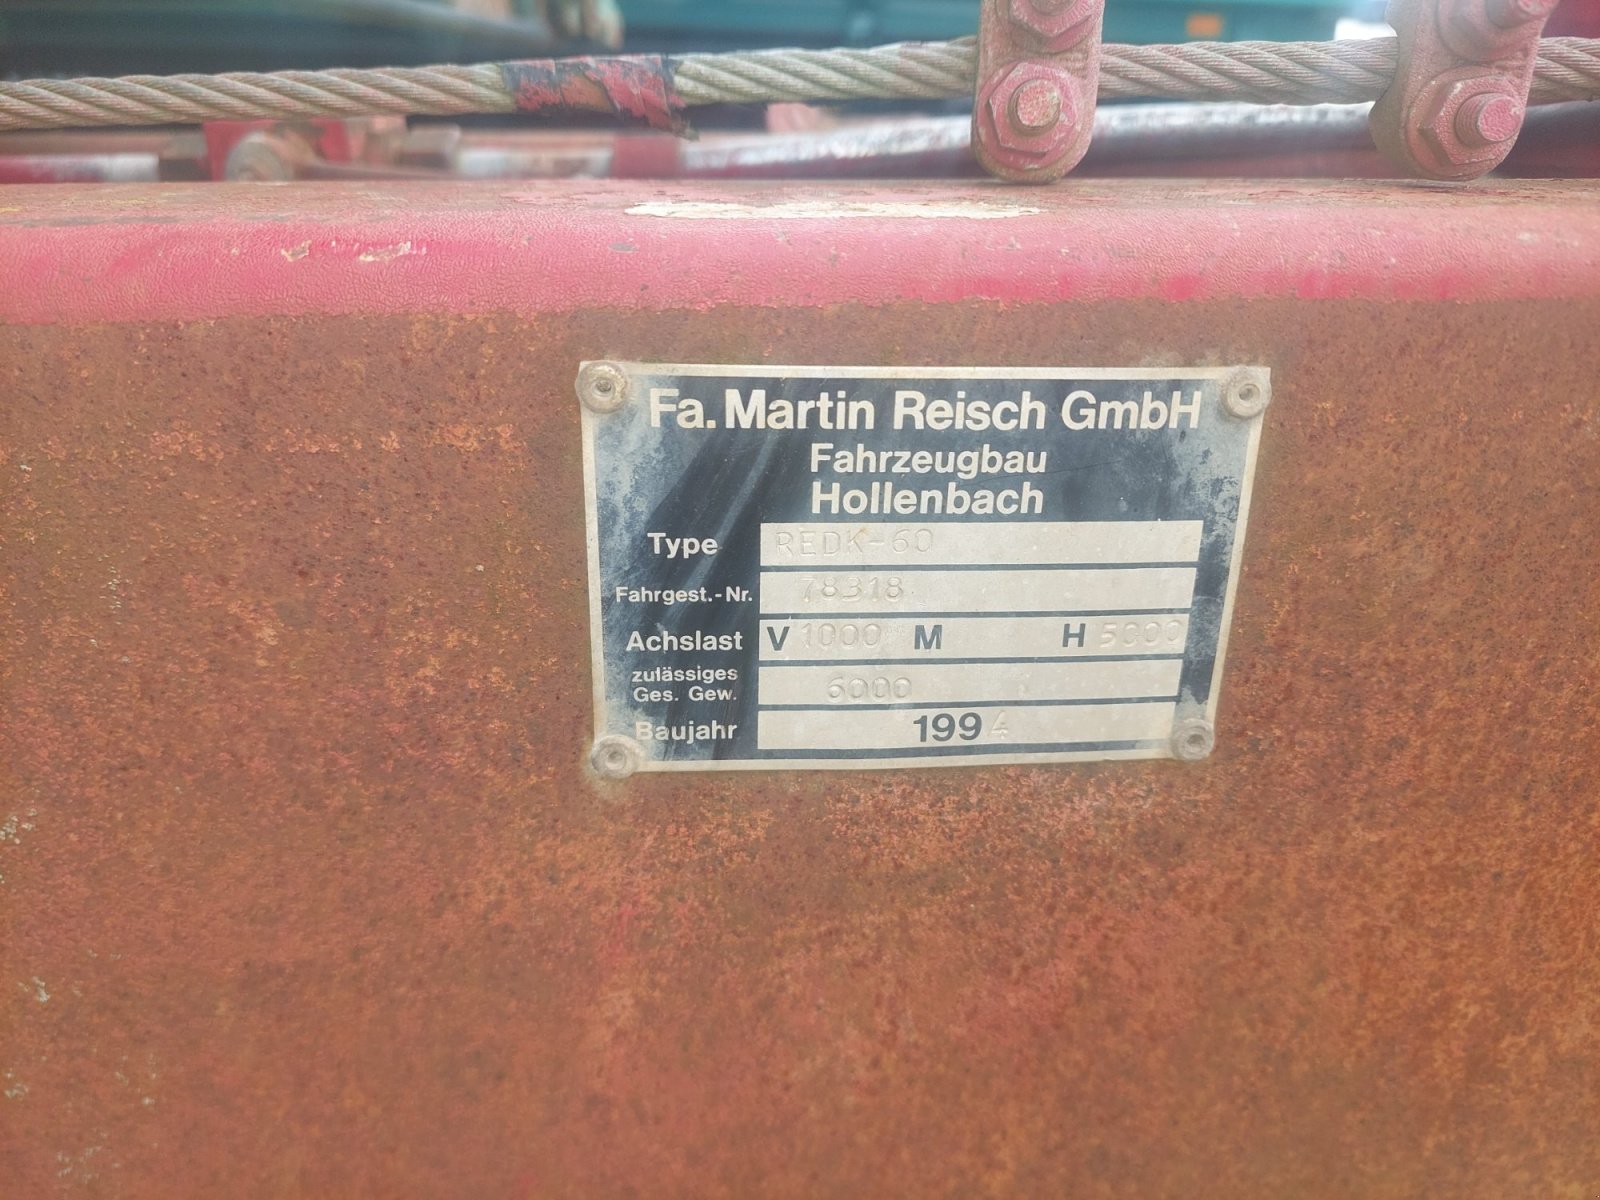 Fa. Martin Reisch GmbH
Fahrzeugbau
Hollenbach
Type REDK-60
Fahrgest.-Nr. 78318
Achslast V 1000 M H 5000
zulässiges
Ges. Gew. 6000
Baujahr 1994